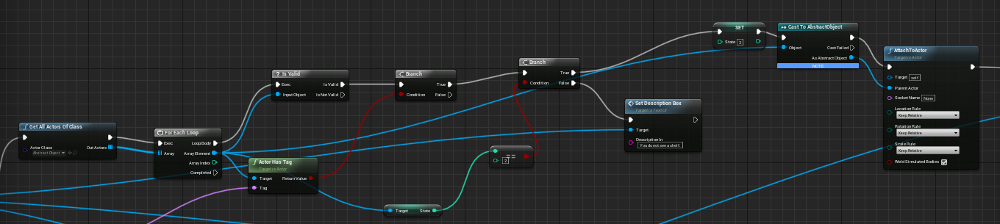 Get All Actors Of Class
Actor Class
Out Actors
Abstract Object
For Each Loop
Exec
Loop Body
Array
Array Element
Array Index
Completed
? Is Valid
Exec
Is Valid
Input Object
Is Not Valid
Actor Has Tag
Target is Actor
Target
Return Value
Tag
Branch
True
Condition
False
Target
State
==
2
Branch
True
Condition
False
Set Description Box
Target is Text UI
Target
Description In
You do not see a shelf.
SET
State
2
Cast To AbstractObject
Object
Cast Failed
As Abstract Object
NOTE
AttachToActor
Target is Actor
Target
self
Parent Actor
Socket Name
None
Location Rule
Keep Relative
Rotation Rule
Keep Relative
Scale Rule
Keep Relative
Weld Simulated Bodies